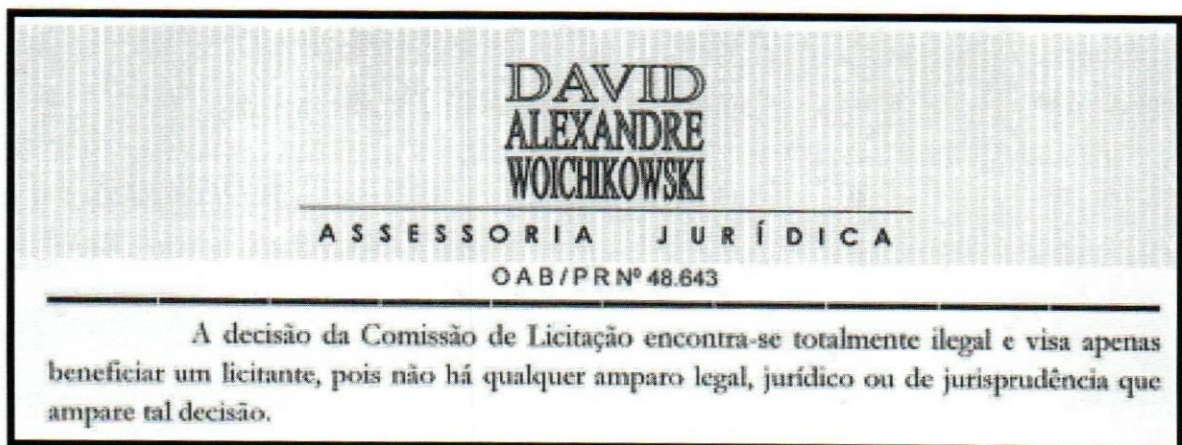 DAVID
ALEXANDRE
WOICHIKOWSKI
ASSESSORIA JURÍDICA
OAB/PR Nº 48.643
A decisão da Comissão de Licitação encontra-se totalmente ilegal e visa apenas
beneficiar um licitante, pois não há qualquer amparo legal, jurídico ou de jurisprudência que
ampare tal decisão.